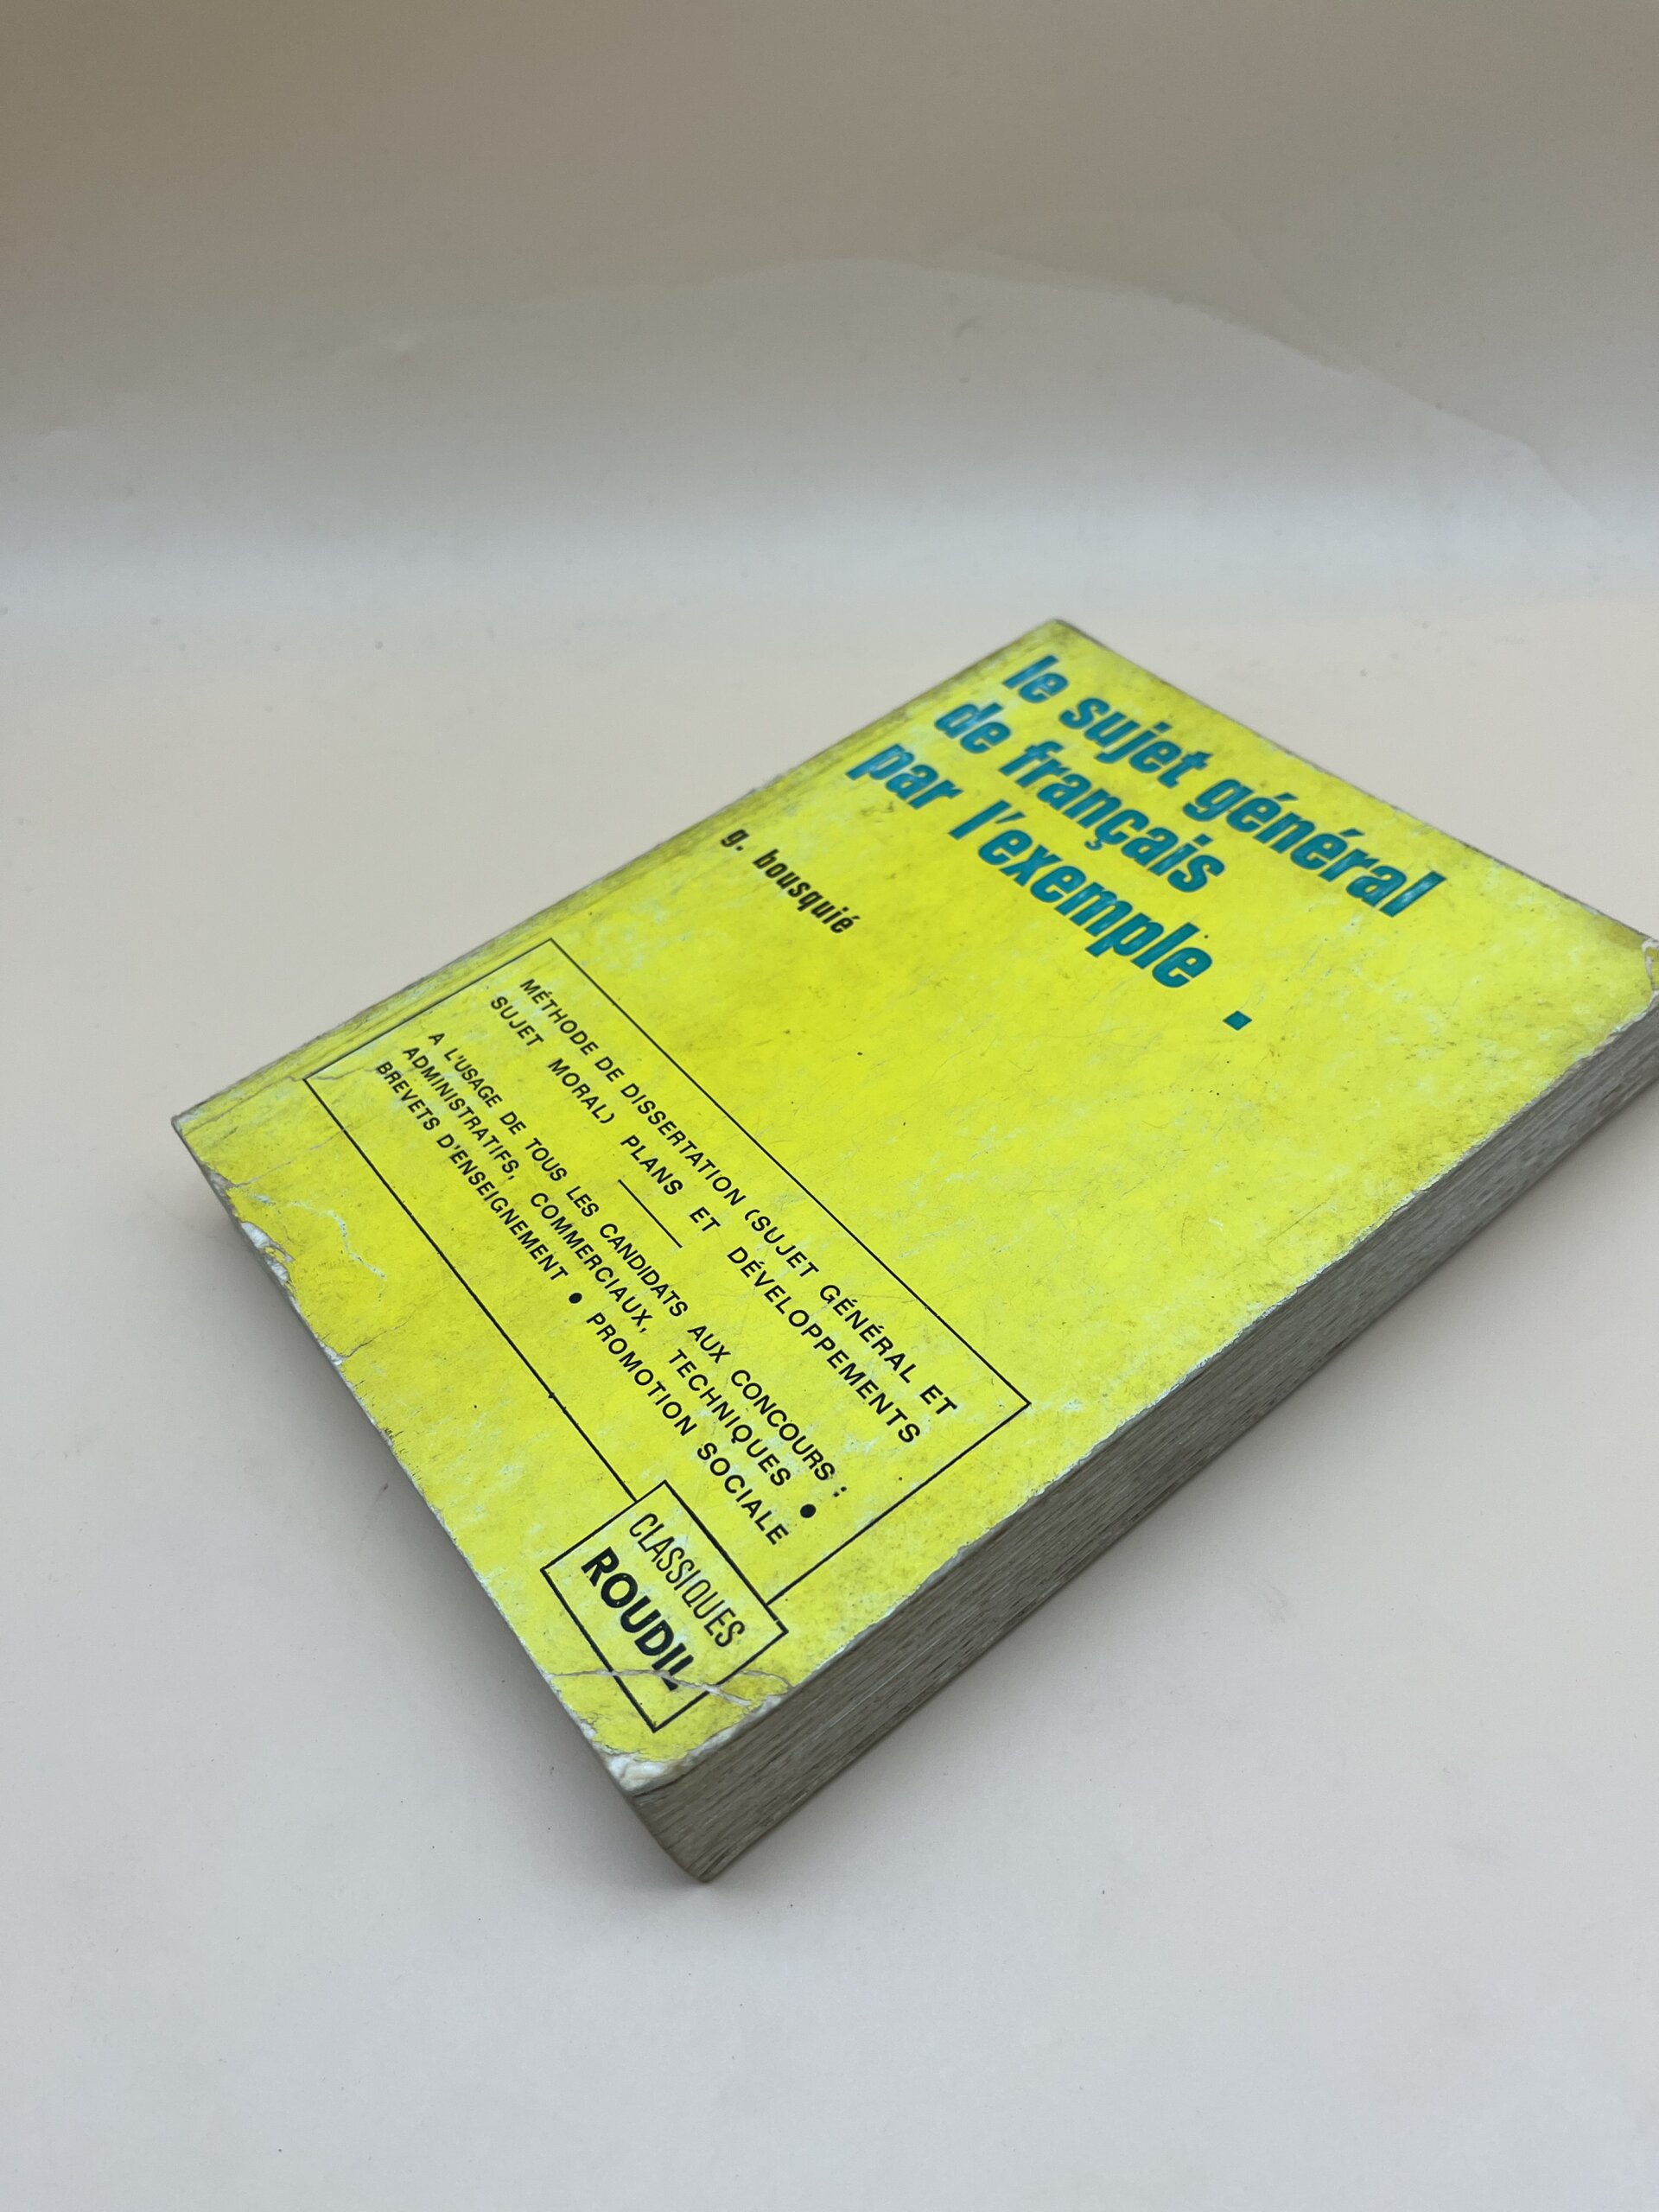 le sujet général
de français
par l'exemple .
g. bousquié
MÉTHODE DE DISSERTATION (SUJET GÉNÉRAL ET
SUJET MORAL) PLANS ET DÉVELOPPEMENTS
A L'USAGE DE TOUS LES CANDIDATS AUX CONCOURS :
ADMINISTRATIFS, COMMERCIAUX, TECHNIQUES ●
BREVETS D'ENSEIGNEMENT ● PROMOTION SOCIALE
CLASSIQUES
ROUDIL